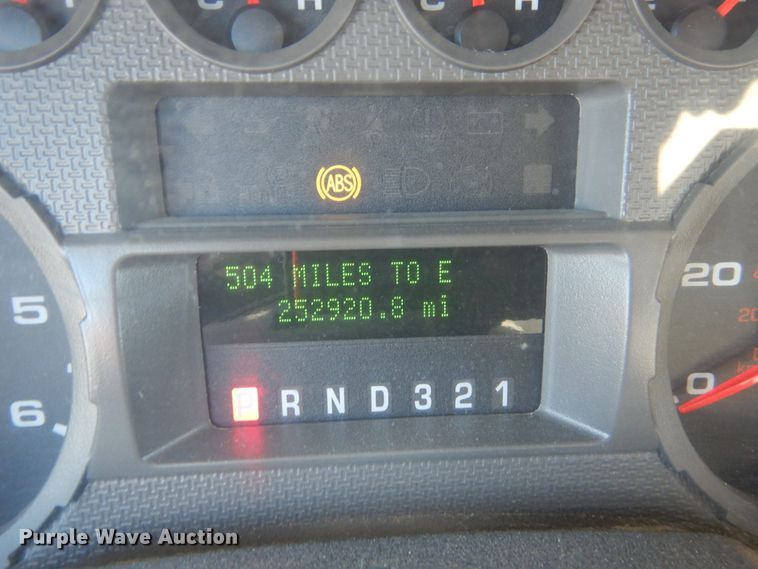 C H C H
ABS
504 MILES TO E
252920.8 mi
5
20
6
0
P R N D 3 2 1
Purple Wave Auction